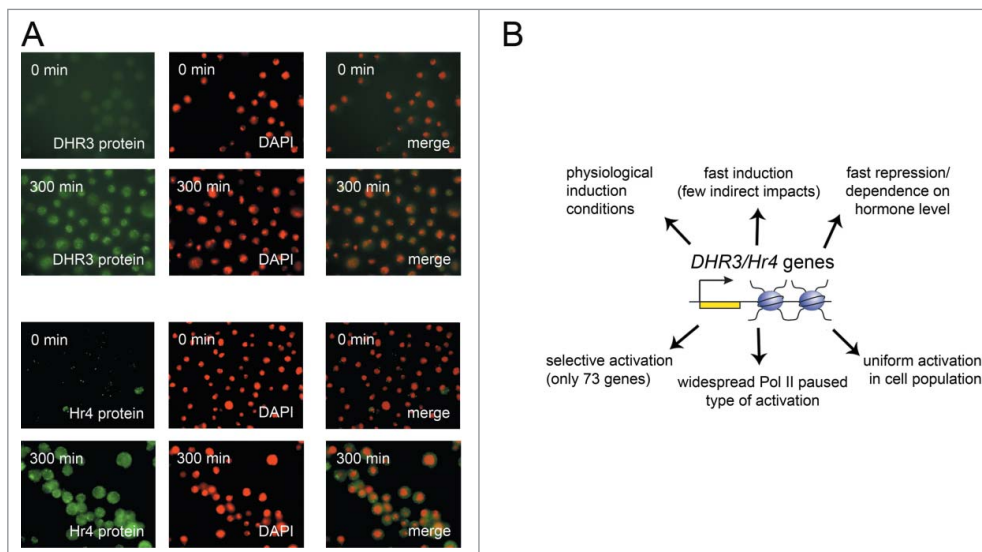 A
0 min
0 min
0 min
DHR3 protein
DAPI
merge
300 min
300 min
300 min
DHR3 protein
DAPI
merge
0 min
0 min
0 min
Hr4 protein
DAPI
merge
300 min
300 min
300 min
Hr4 protein
DAPI
merge
B
physiological
induction
conditions
fast induction
(few indirect impacts)
fast repression/
dependence on
hormone level
DHR3/Hr4 genes
selective activation
(only 73 genes)
widespread Pol II paused
type of activation
uniform activation
in cell population